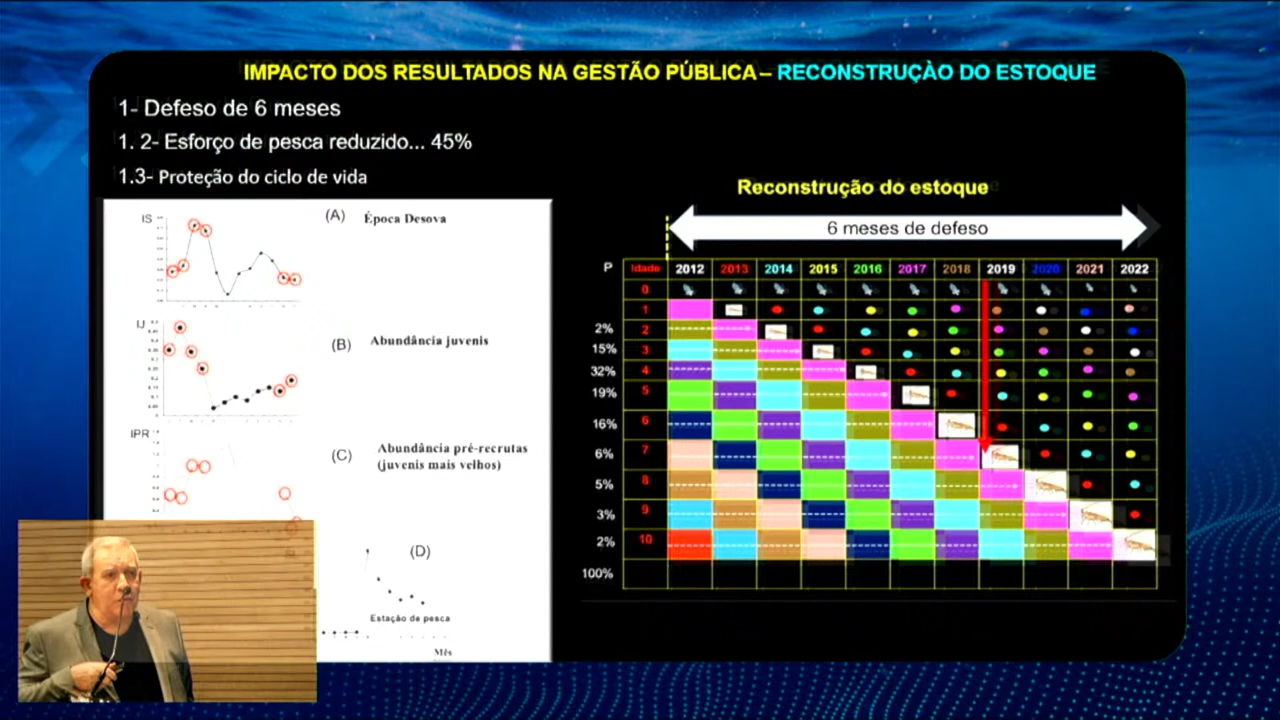 IMPACTO DOS RESULTADOS NA GESTÃO PÚBLICA – RECONSTRUÇÀO DO ESTOQUE
1- Defeso de 6 meses
1. 2- Esforço de pesca reduzido... 45%
1.3- Proteção do ciclo de vida
Reconstrução do estoque
6 meses de defeso
IS
(A) Época Desova
IJ
(B) Abundância juvenis
IPR
(C) Abundância pré-recrutas
(juvenis mais velhos)
(D)
Estação de pesca
Mês
P Idade 2012 2013 2014 2015 2016 2017 2018 2019 2020 2021 2022
0
1
2% 2
15% 3
32% 4
19% 5
16% 6
6% 7
5% 8
3% 9
2% 10
100%